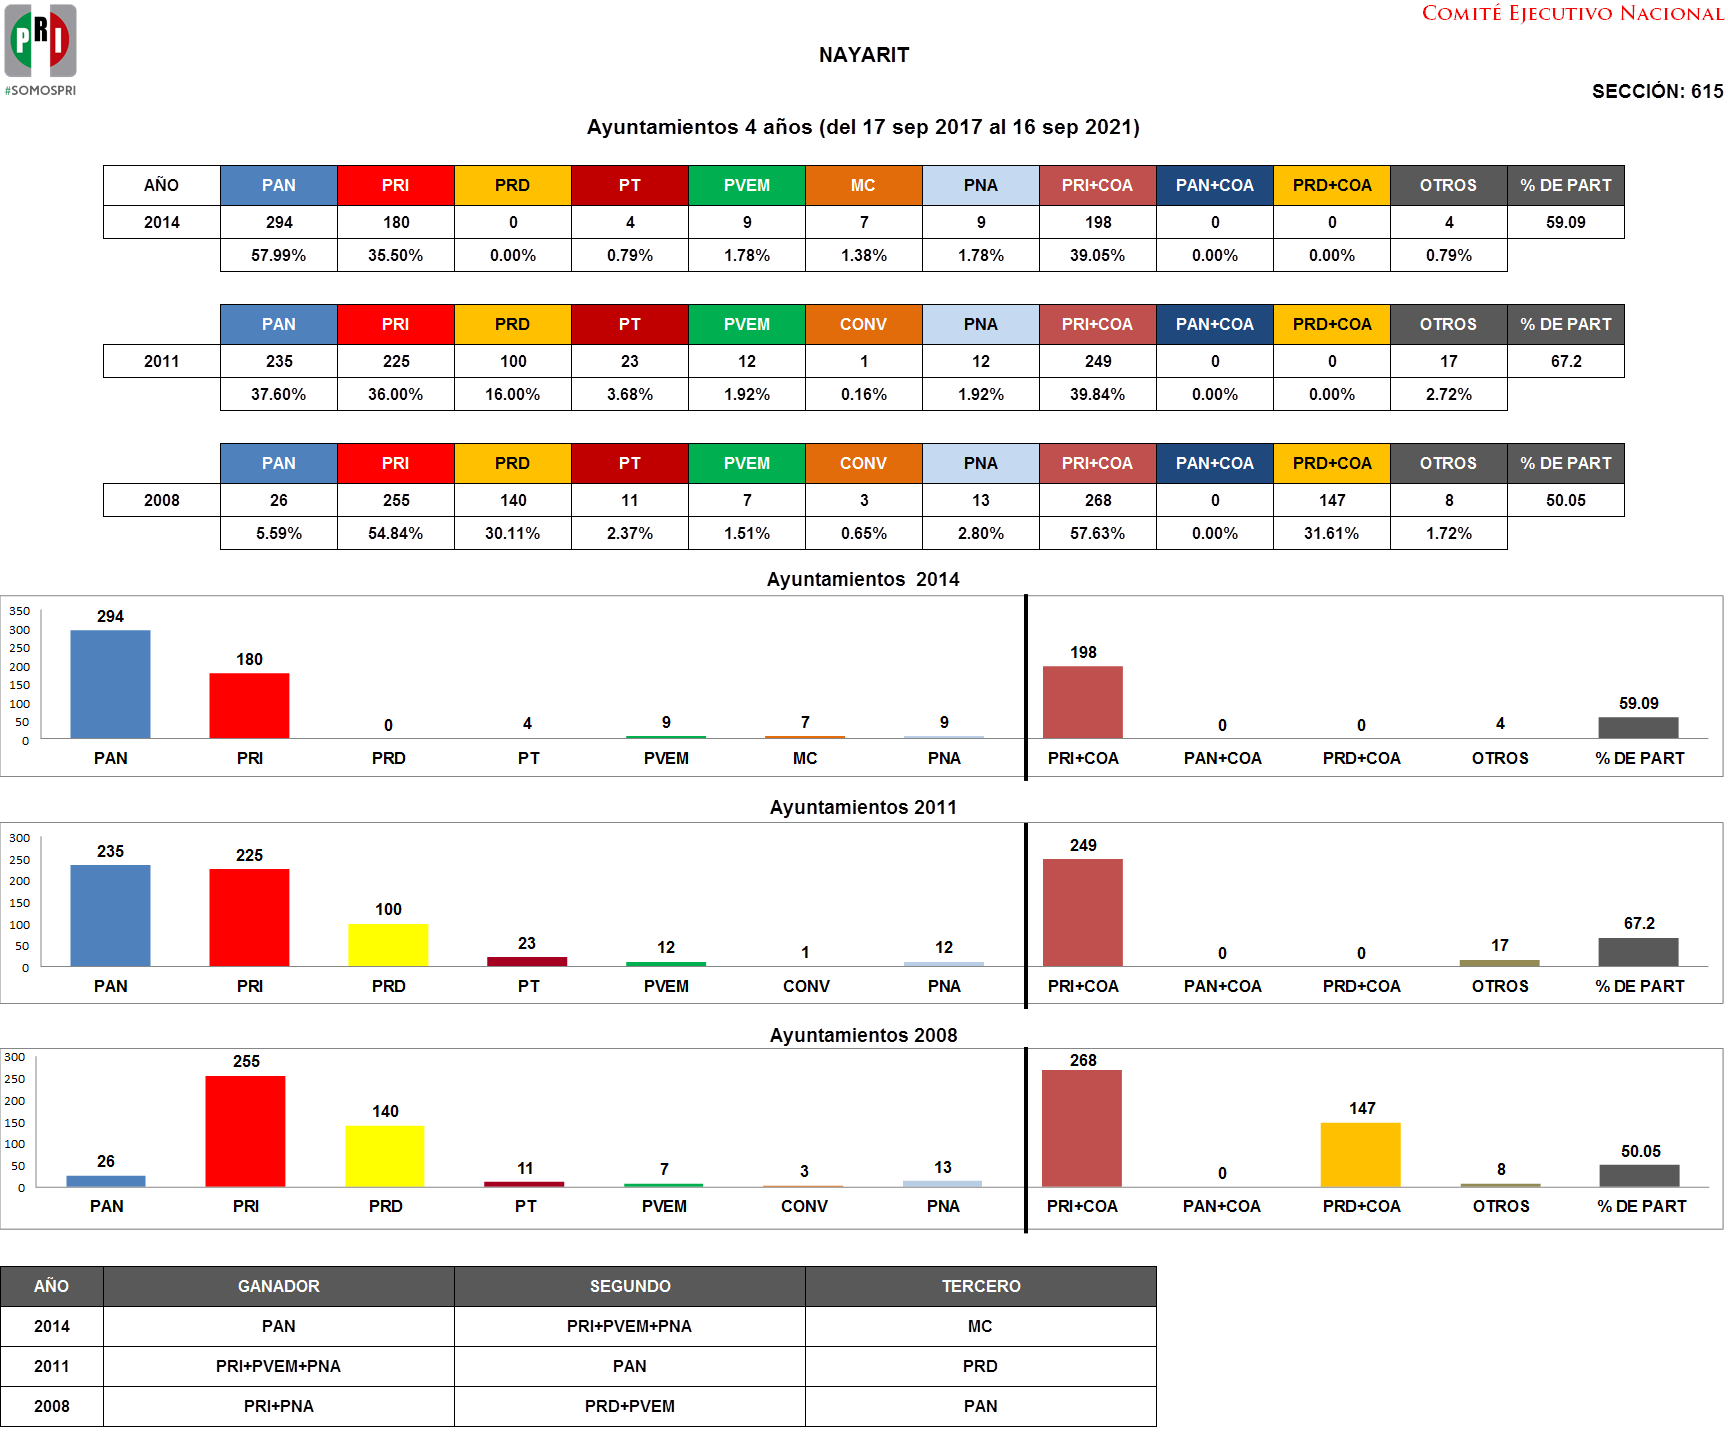 PRI
#SOMOSPRI
COMITÉ EJECUTIVO NACIONAL
NAYARIT
SECCIÓN: 615
Ayuntamientos 4 años (del 17 sep 2017 al 16 sep 2021)
AÑO PAN PRI PRD PT PVEM MC PNA PRI+COA PAN+COA PRD+COA OTROS % DE PART
2014 294 180 0 4 9 7 9 198 0 0 4 59.09
57.99% 35.50% 0.00% 0.79% 1.78% 1.38% 1.78% 39.05% 0.00% 0.00% 0.79%
PAN PRI PRD PT PVEM CONV PNA PRI+COA PAN+COA PRD+COA OTROS % DE PART
2011 235 225 100 23 12 1 12 249 0 0 17 67.2
37.60% 36.00% 16.00% 3.68% 1.92% 0.16% 1.92% 39.84% 0.00% 0.00% 2.72%
PAN PRI PRD PT PVEM CONV PNA PRI+COA PAN+COA PRD+COA OTROS % DE PART
2008 26 255 140 11 7 3 13 268 0 147 8 50.05
5.59% 54.84% 30.11% 2.37% 1.51% 0.65% 2.80% 57.63% 0.00% 31.61% 1.72%
Ayuntamientos 2014
350
300
250
200
150
100
50
0
294 180 0 4 9 7 9 198 0 0 4 59.09
PAN PRI PRD PT PVEM MC PNA PRI+COA PAN+COA PRD+COA OTROS % DE PART
Ayuntamientos 2011
300
250
200
150
100
50
0
235 225 100 23 12 1 12 249 0 0 17 67.2
PAN PRI PRD PT PVEM CONV PNA PRI+COA PAN+COA PRD+COA OTROS % DE PART
Ayuntamientos 2008
300
250
200
150
100
50
0
26 255 140 11 7 3 13 268 0 147 8 50.05
PAN PRI PRD PT PVEM CONV PNA PRI+COA PAN+COA PRD+COA OTROS % DE PART
AÑO GANADOR SEGUNDO TERCERO
2014 PAN PRI+PVEM+PNA MC
2011 PRI+PVEM+PNA PAN PRD
2008 PRI+PNA PRD+PVEM PAN